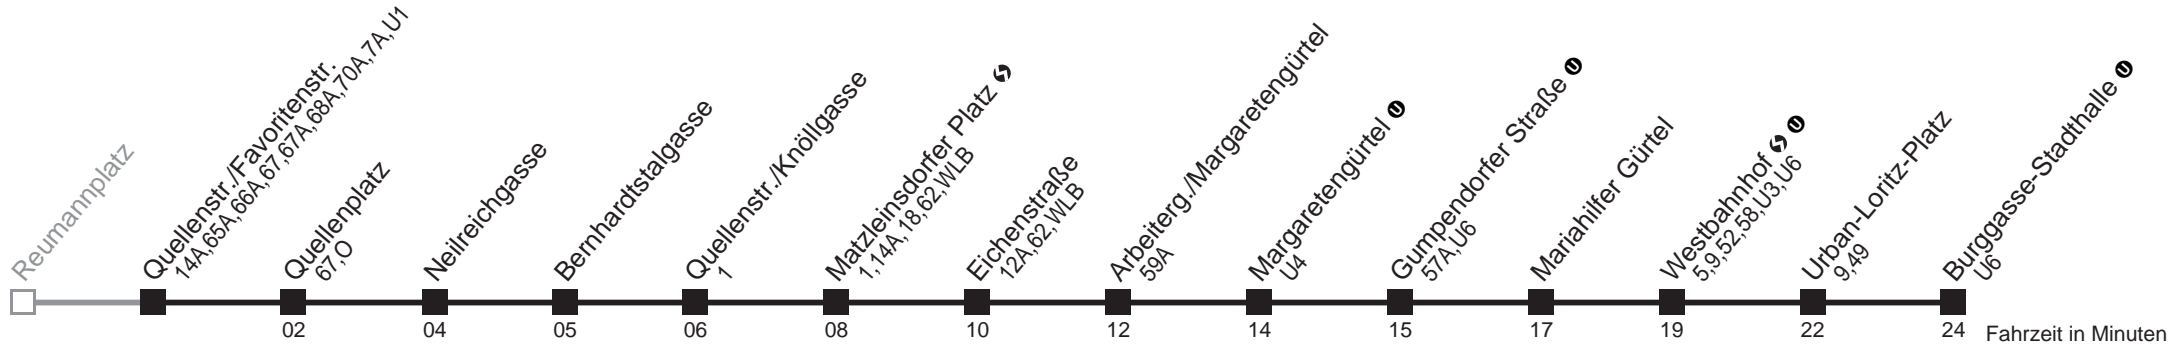 Reumannplatz
Quellenstr./Favoritenstr.
14A,65A,66A,67,67A,68A,70A,7A,U1
Quellenplatz
67,O
Neilreichgasse
Bernhardtstalgasse
Quellenstr./Knöllgasse
1
Matzleinsdorfer Platz
1,14A,18,62,WLB
Eichenstraße
12A,62,WLB
Arbeiterg./Margaretengürtel
59A
Margaretengürtel U
U4
Gumpendorfer Straße U
57A,U6
Mariahilfer Gürtel
Westbahnhof U
5,9,52,58,U3,U6
Urban-Loritz-Platz
9,49
Burggasse-Stadthalle U
U6
02 04 05 06 08 10 12 14 15 17 19 22 24 Fahrzeit in Minuten